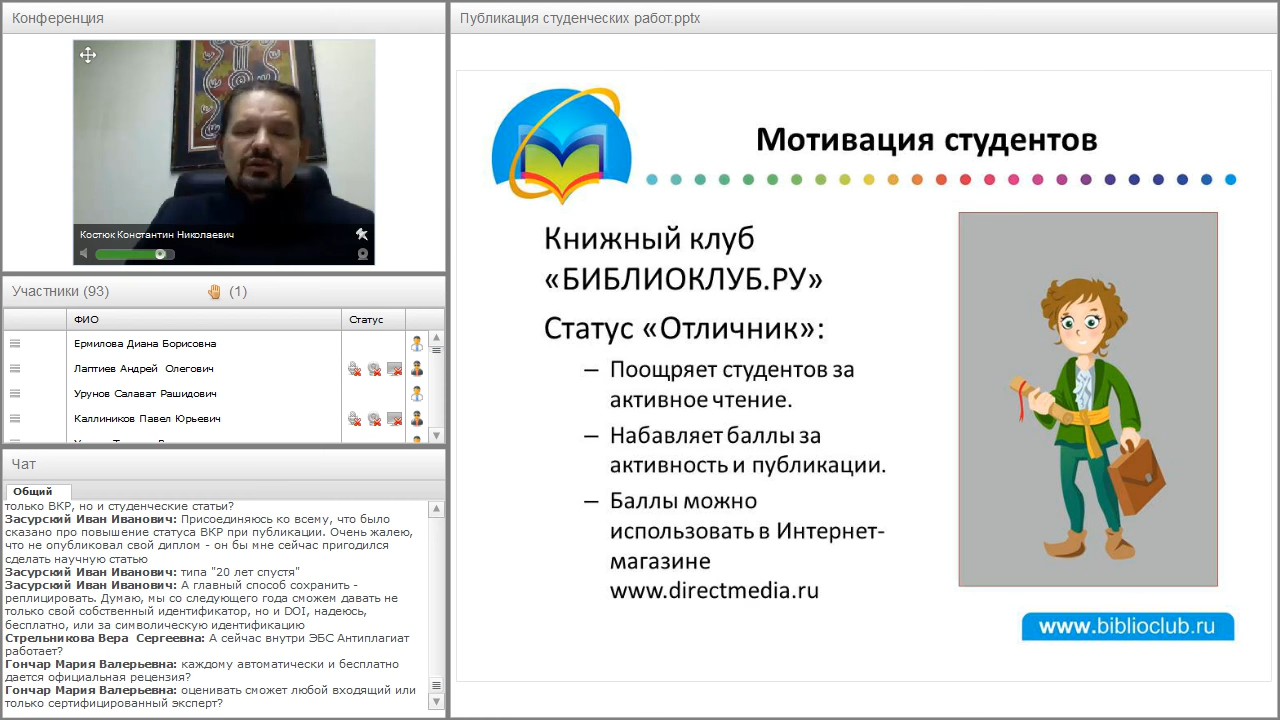 Конференция
Костюк Константин Николаевич
Участники (93)
(1)
ФИО
Статус
Ермилова Диана Борисовна
Лаптиев Андрей Олегович
Урунов Салават Рашидович
Каллиников Павел Юрьевич
Чат
Общий
только ВКР, но и студенческие статьи?
Засурский Иван Иванович: Присоединяюсь ко всему, что было
сказано про повышение статуса ВКР при публикации. Очень жалею,
что не опубликовал свой диплом - он бы мне сейчас пригодился
сделать научную статью
Засурский Иван Иванович: типа "20 лет спустя"
Засурский Иван Иванович: А главный способ сохранить -
реплицировать. Думаю, мы со следующего года сможем давать не
только свой собственный идентификатор, но и DOI, надеюсь,
бесплатно, или за символическую идентификацию
Стрельникова Вера Сергеевна: А сейчас внутри ЭБС Антиплагиат
работает?
Гончар Мария Валерьевна: каждому автоматически и бесплатно
дается официальная рецензия?
Гончар Мария Валерьевна: оценивать сможет любой входящий или
только сертифицированный эксперт?
Публикация студенческих работ.pptx
Мотивация студентов
Книжный клуб
«БИБЛИОКЛУБ.РУ»
Статус «Отличник»:
– Поощряет студентов за
активное чтение.
– Набавляет баллы за
активность и публикации.
– Баллы можно
использовать в Интернет-
магазине
www.directmedia.ru
www.biblioclub.ru